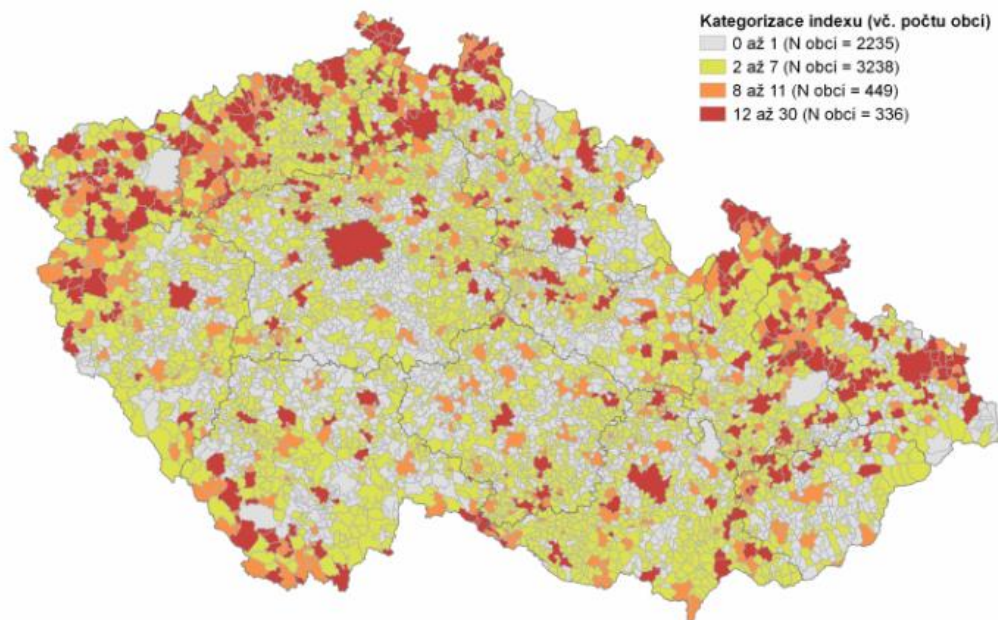 Kategorizace indexu (vč. počtu obcí)
0 až 1 (N obcí = 2235)
2 až 7 (N obcí = 3238)
8 až 11 (N obcí = 449)
12 až 30 (N obcí = 336)